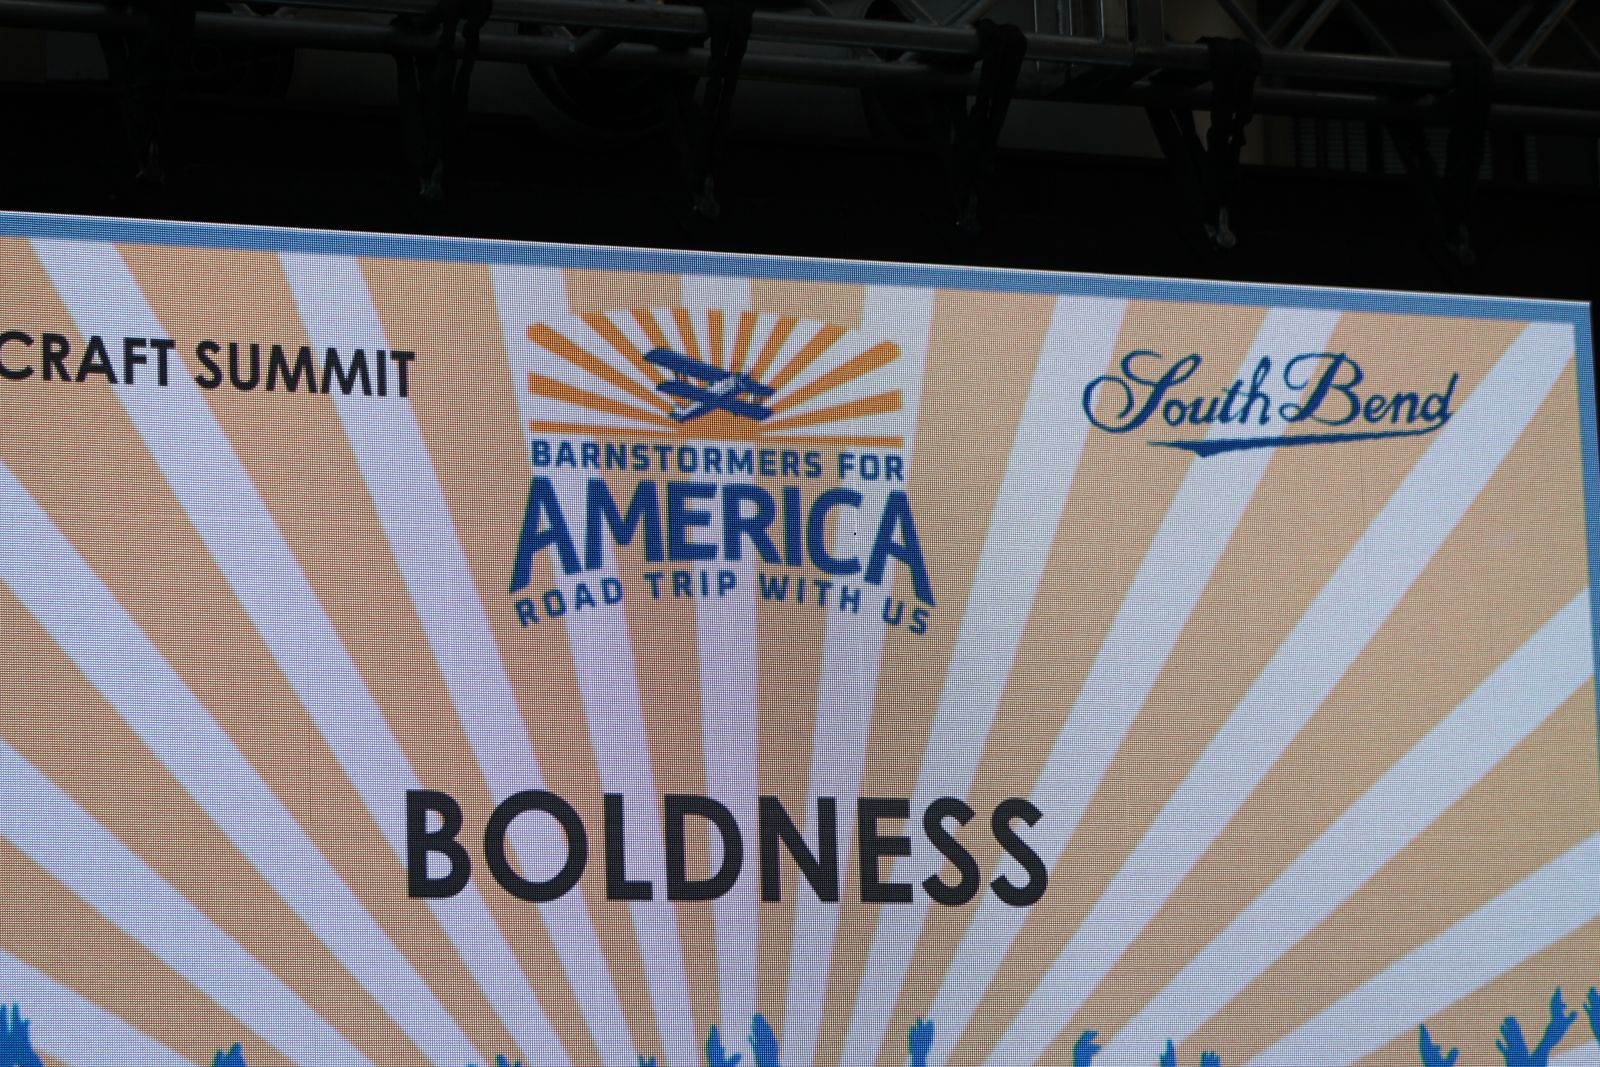 CRAFT SUMMIT
BARNSTORMERS FOR
AMERICA
ROAD TRIP WITH US
South Bend
BOLDNESS